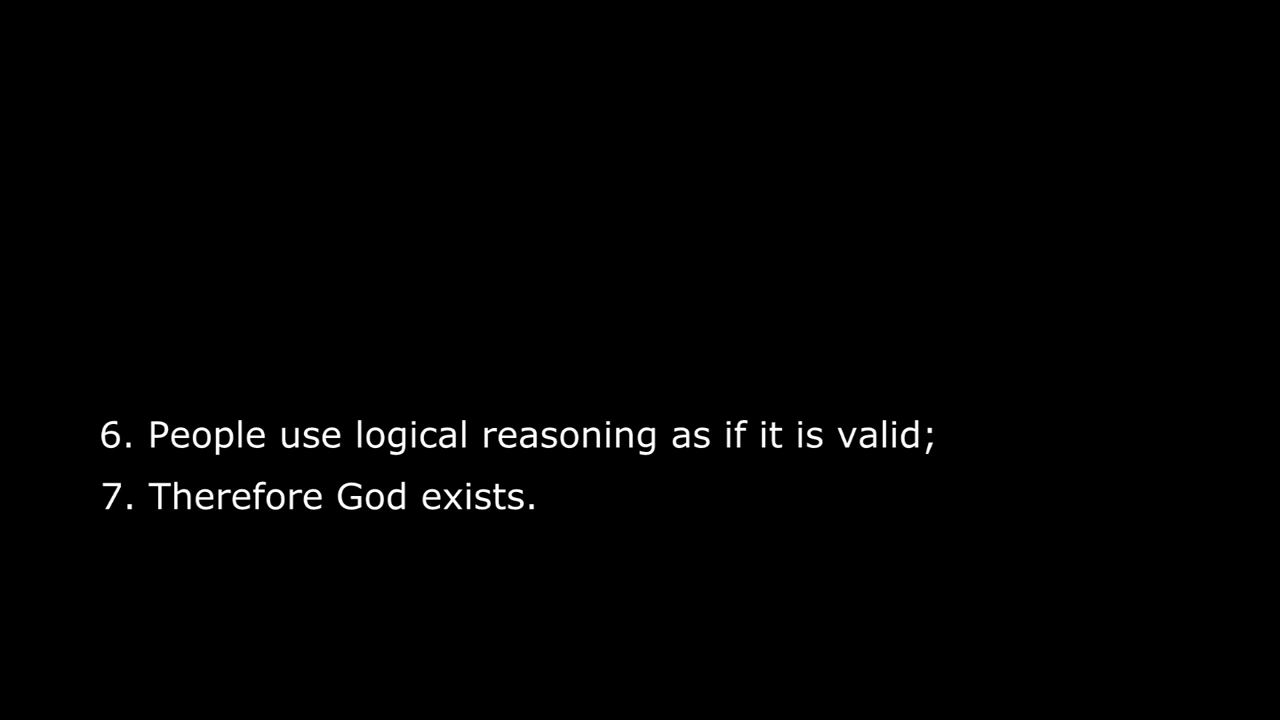 6. People use logical reasoning as if it is valid;
7. Therefore God exists.